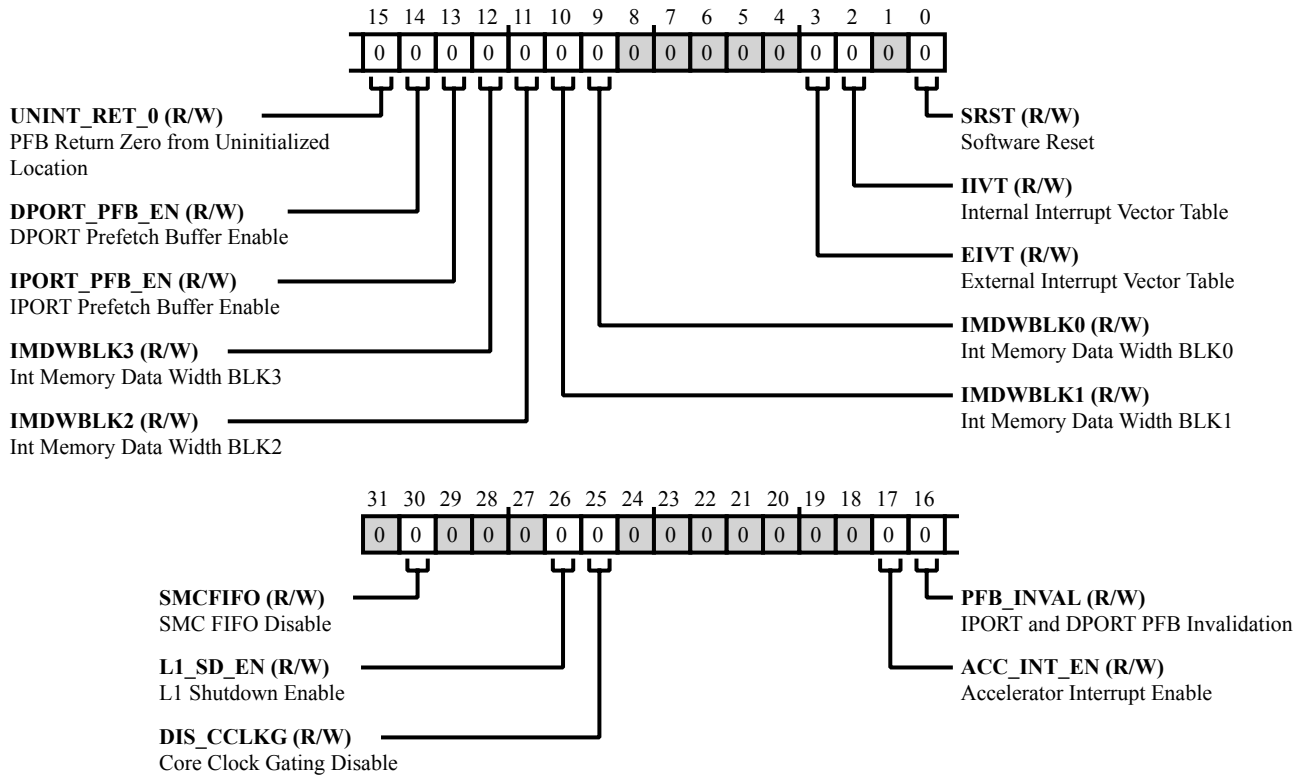 15 14 13 12 11 10 9 8 7 6 5 4 3 2 1 0
0 0 0 0 0 0 0 0 0 0 0 0 0 0 0 0
UNINT_RET_0 (R/W)
PFB Return Zero from Uninitialized
Location
DPORT_PFB_EN (R/W)
DPORT Prefetch Buffer Enable
IPORT_PFB_EN (R/W)
IPORT Prefetch Buffer Enable
IMDWBLK3 (R/W)
Int Memory Data Width BLK3
IMDWBLK2 (R/W)
Int Memory Data Width BLK2
SRST (R/W)
Software Reset
IIVT (R/W)
Internal Interrupt Vector Table
EIVT (R/W)
External Interrupt Vector Table
IMDWBLK0 (R/W)
Int Memory Data Width BLK0
IMDWBLK1 (R/W)
Int Memory Data Width BLK1
31 30 29 28 27 26 25 24 23 22 21 20 19 18 17 16
0 0 0 0 0 0 0 0 0 0 0 0 0 0 0 0
SMCFIFO (R/W)
SMC FIFO Disable
L1_SD_EN (R/W)
L1 Shutdown Enable
DIS_CCLKG (R/W)
Core Clock Gating Disable
PFB_INVAL (R/W)
IPORT and DPORT PFB Invalidation
ACC_INT_EN (R/W)
Accelerator Interrupt Enable